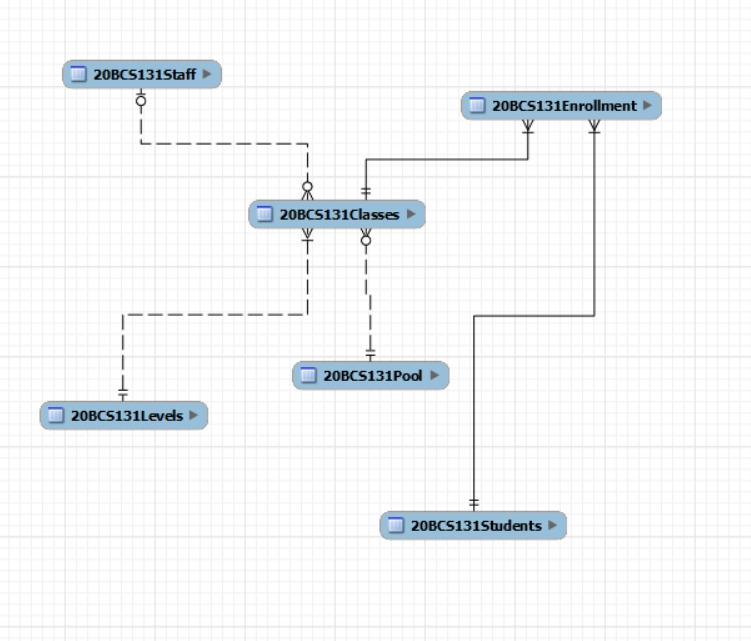 20BCS131Staff
20BCS131Enrollment
20BCS131Classes
20BCS131Pool
20BCS131Levels
20BCS131Students